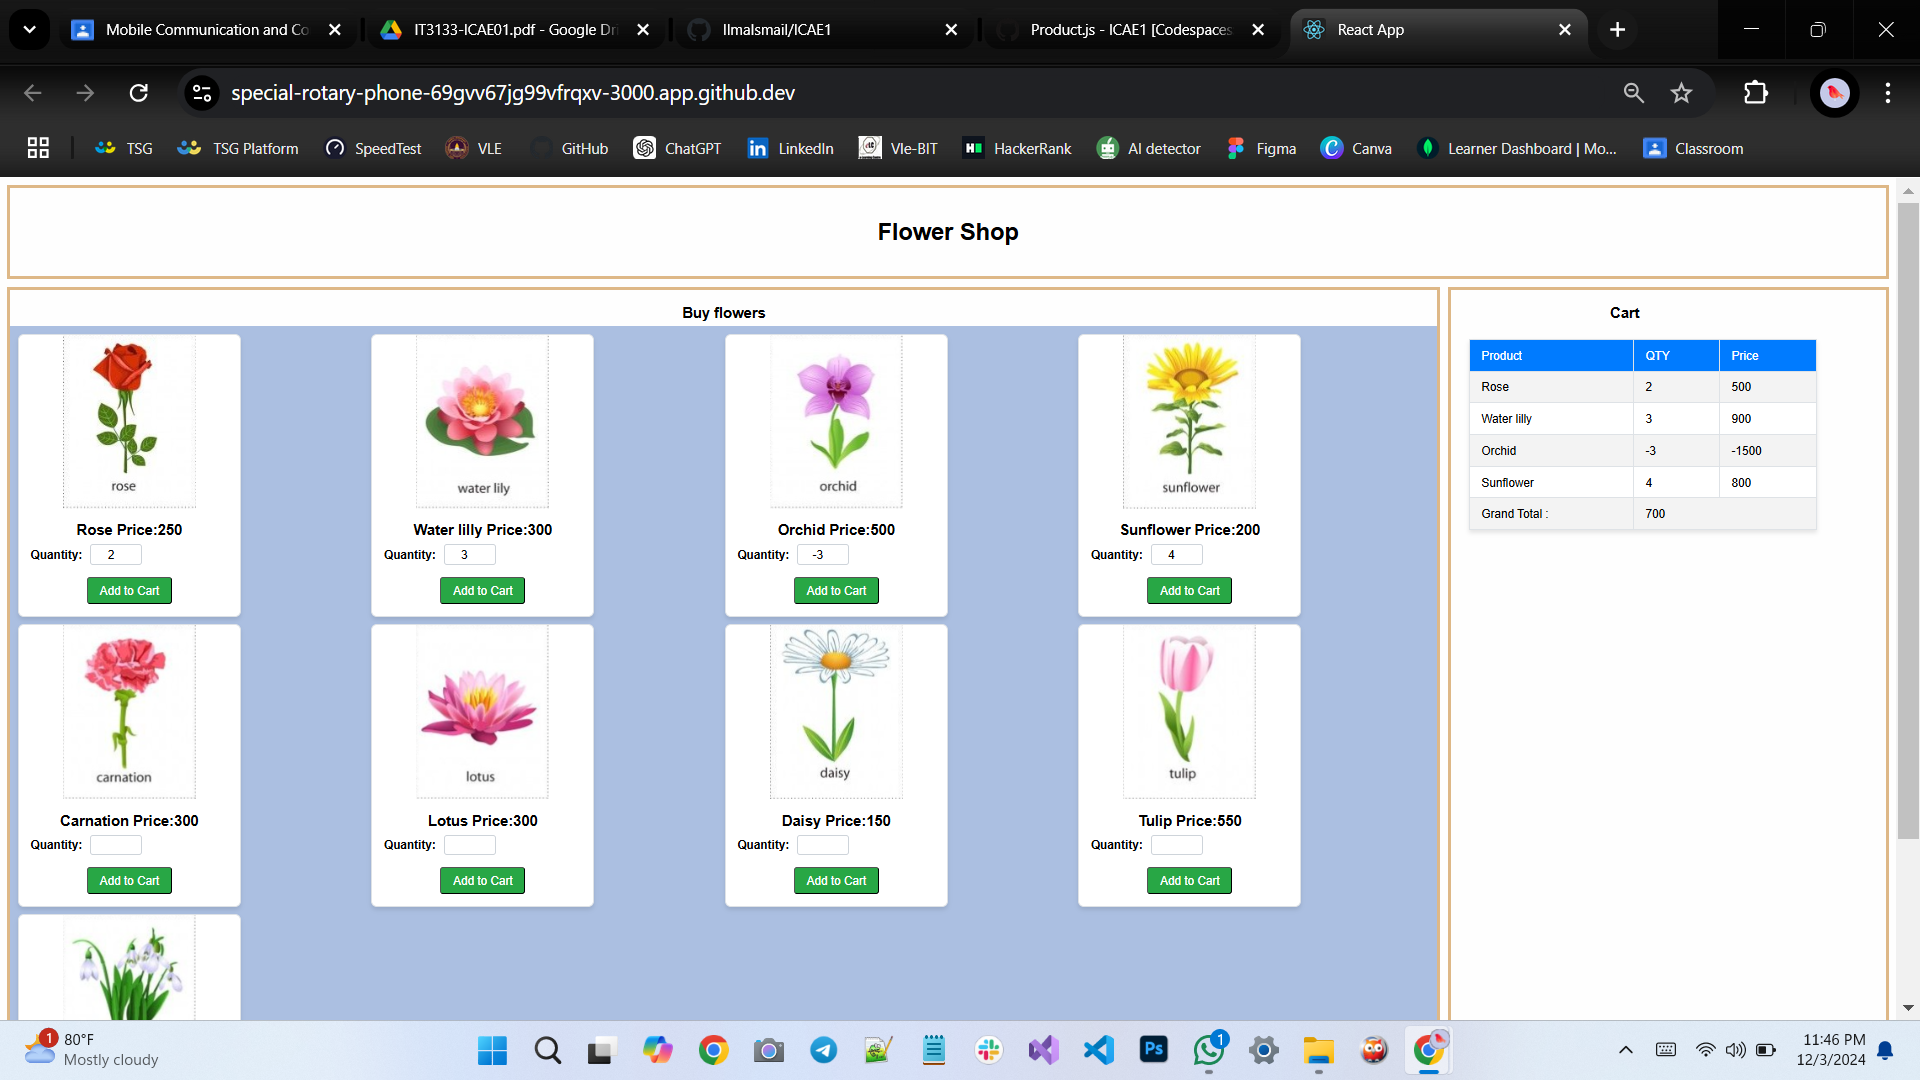 Mobile Communication and Co
IT3133-ICAE01.pdf - Google Dri
IlmaIsmail/ICAE1
Product.js - ICAE1 [Codespaces
React App
special-rotary-phone-69gvv67jg99vfrqxv-3000.app.github.dev
TSG
TSG Platform
SpeedTest
VLE
GitHub
ChatGPT
LinkedIn
Vle-BIT
HackerRank
AI detector
Figma
Canva
Learner Dashboard | Mo...
Classroom
Flower Shop
Buy flowers
rose
water lily
orchid
sunflower
Rose Price:250
Water lilly Price:300
Orchid Price:500
Sunflower Price:200
Quantity: 2
Quantity: 3
Quantity: -3
Quantity: 4
Add to Cart
Add to Cart
Add to Cart
Add to Cart
carnation
lotus
daisy
tulip
Carnation Price:300
Lotus Price:300
Daisy Price:150
Tulip Price:550
Quantity:
Quantity:
Quantity:
Quantity:
Add to Cart
Add to Cart
Add to Cart
Add to Cart
Cart
Product QTY Price
Rose 2 500
Water lilly 3 900
Orchid -3 -1500
Sunflower 4 800
Grand Total : 700
1
80°F
Mostly cloudy
Ps
1
11:46 PM
12/3/2024